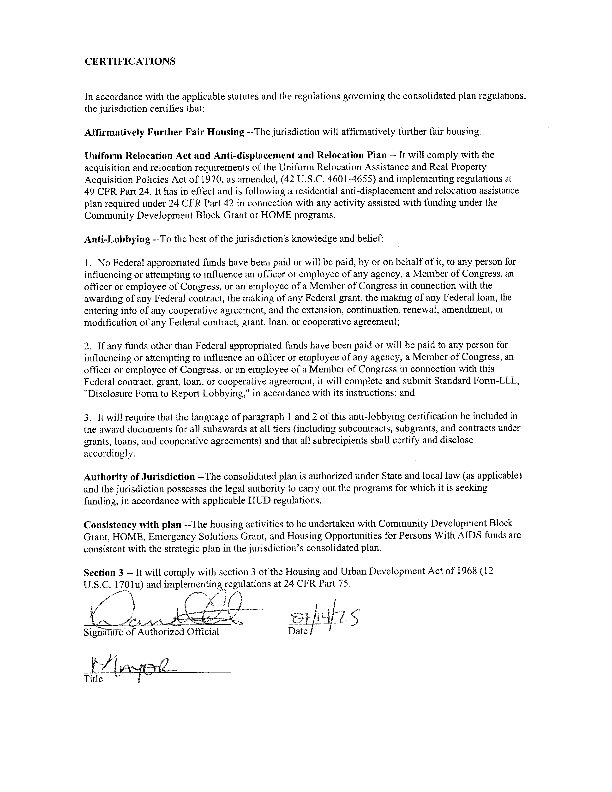 CERTIFICATIONS
In accordance with the applicable statutes and the regulations governing the consolidated plan regulations,
the jurisdiction certifies that:
Affirmatively Further Fair Housing --The jurisdiction will affirmatively further fair housing.
Uniform Relocation Act and Anti-displacement and Relocation Plan -- It will comply with the
acquisition and relocation requirements of the Uniform Relocation Assistance and Real Property
Acquisition Policies Act of 1970, as amended, (42 U.S.C. 4601-4655) and implementing regulations at
49 CFR Part 24. It has in effect and is following a residential anti-displacement and relocation assistance
plan required under 24 CFR Part 42 in connection with any activity assisted with funding under the
Community Development Block Grant or HOME programs.
Anti-Lobbying --To the best of the jurisdiction's knowledge and belief:
1. No Federal appropriated funds have been paid or will be paid, by or on behalf of it, to any person for
influencing or attempting to influence an officer or employee of any agency, a Member of Congress, an
officer or employee of Congress, or an employee of a Member of Congress in connection with the
awarding of any Federal contract, the making of any Federal grant, the making of any Federal loan, the
entering into of any cooperative agreement, and the extension, continuation, renewal, amendment, or
modification of any Federal contract, grant, loan, or cooperative agreement;
2. If any funds other than Federal appropriated funds have been paid or will be paid to any person for
influencing or attempting to influence an officer or employee of any agency, a Member of Congress, an
officer or employee of Congress, or an employee of a Member of Congress in connection with this
Federal contract, grant, loan, or cooperative agreement, it will complete and submit Standard Form-LLL,
"Disclosure Form to Report Lobbying," in accordance with its instructions; and
3. It will require that the language of paragraph 1 and 2 of this anti-lobbying certification be included in
the award documents for all subawards at all tiers (including subcontracts, subgrants, and contracts under
grants, loans, and cooperative agreements) and that all subrecipients shall certify and disclose
accordingly.
Authority of Jurisdiction --The consolidated plan is authorized under State and local law (as applicable)
and the jurisdiction possesses the legal authority to carry out the programs for which it is seeking
funding, in accordance with applicable HUD regulations.
Consistency with plan --The housing activities to be undertaken with Community Development Block
Grant, HOME, Emergency Solutions Grant, and Housing Opportunities for Persons With AIDS funds are
consistent with the strategic plan in the jurisdiction's consolidated plan.
Section 3 -- It will comply with section 3 of the Housing and Urban Development Act of 1968 (12
U.S.C. 1701u) and implementing regulations at 24 CFR Part 75.
Signature of Authorized Official Date
Mayor
Title